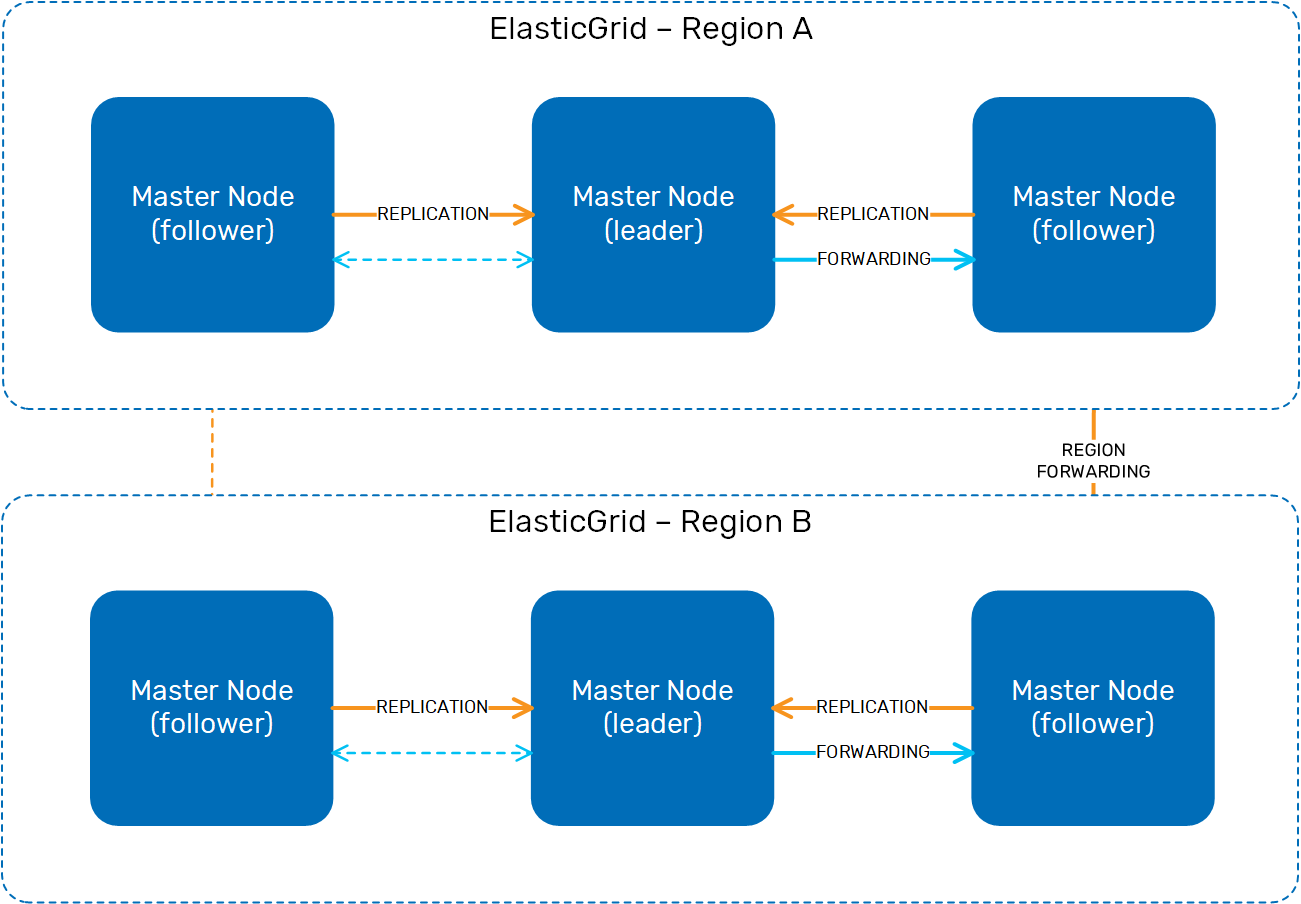 ElasticGrid – Region A
Master Node
(follower)
REPLICATION
Master Node
(leader)
REPLICATION
FORWARDING
Master Node
(follower)
REGION
FORWARDING
ElasticGrid – Region B
Master Node
(follower)
REPLICATION
Master Node
(leader)
REPLICATION
FORWARDING
Master Node
(follower)